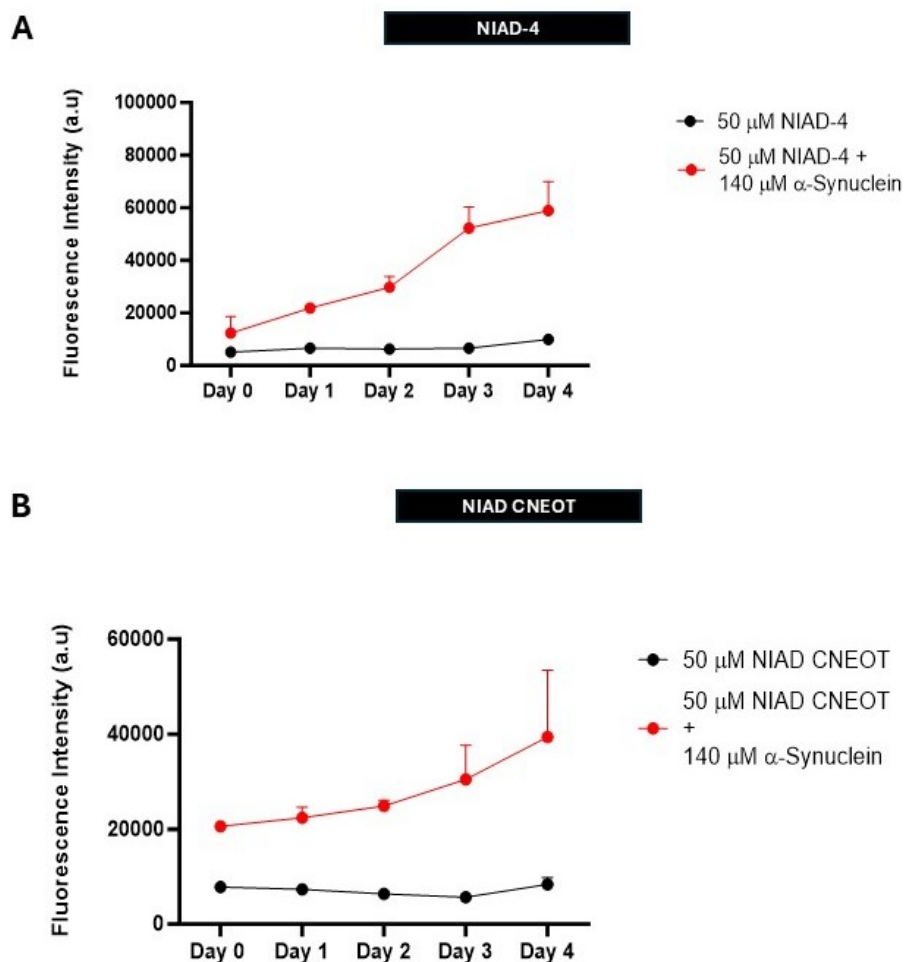 A
NIAD-4
Fluorescence Intensity (a.u)
100000
80000
60000
40000
20000
0
Day 0 Day 1 Day 2 Day 3 Day 4
50 μM NIAD-4
50 μM NIAD-4 +
140 μM α-Synuclein
B
NIAD CNEOT
Fluorescence Intensity (a.u)
60000
40000
20000
0
Day 0 Day 1 Day 2 Day 3 Day 4
50 μM NIAD CNEOT
50 μM NIAD CNEOT
+
140 μM α-Synuclein